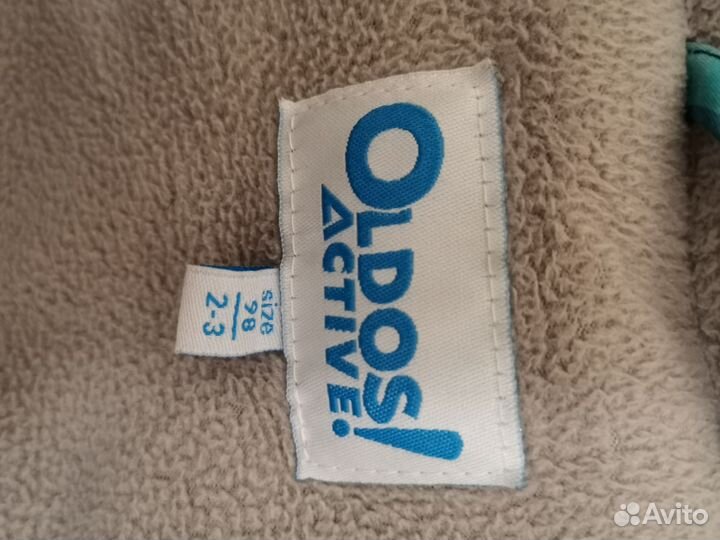 OLDOS!
ACTIVE.
size
98
2-3
Avito